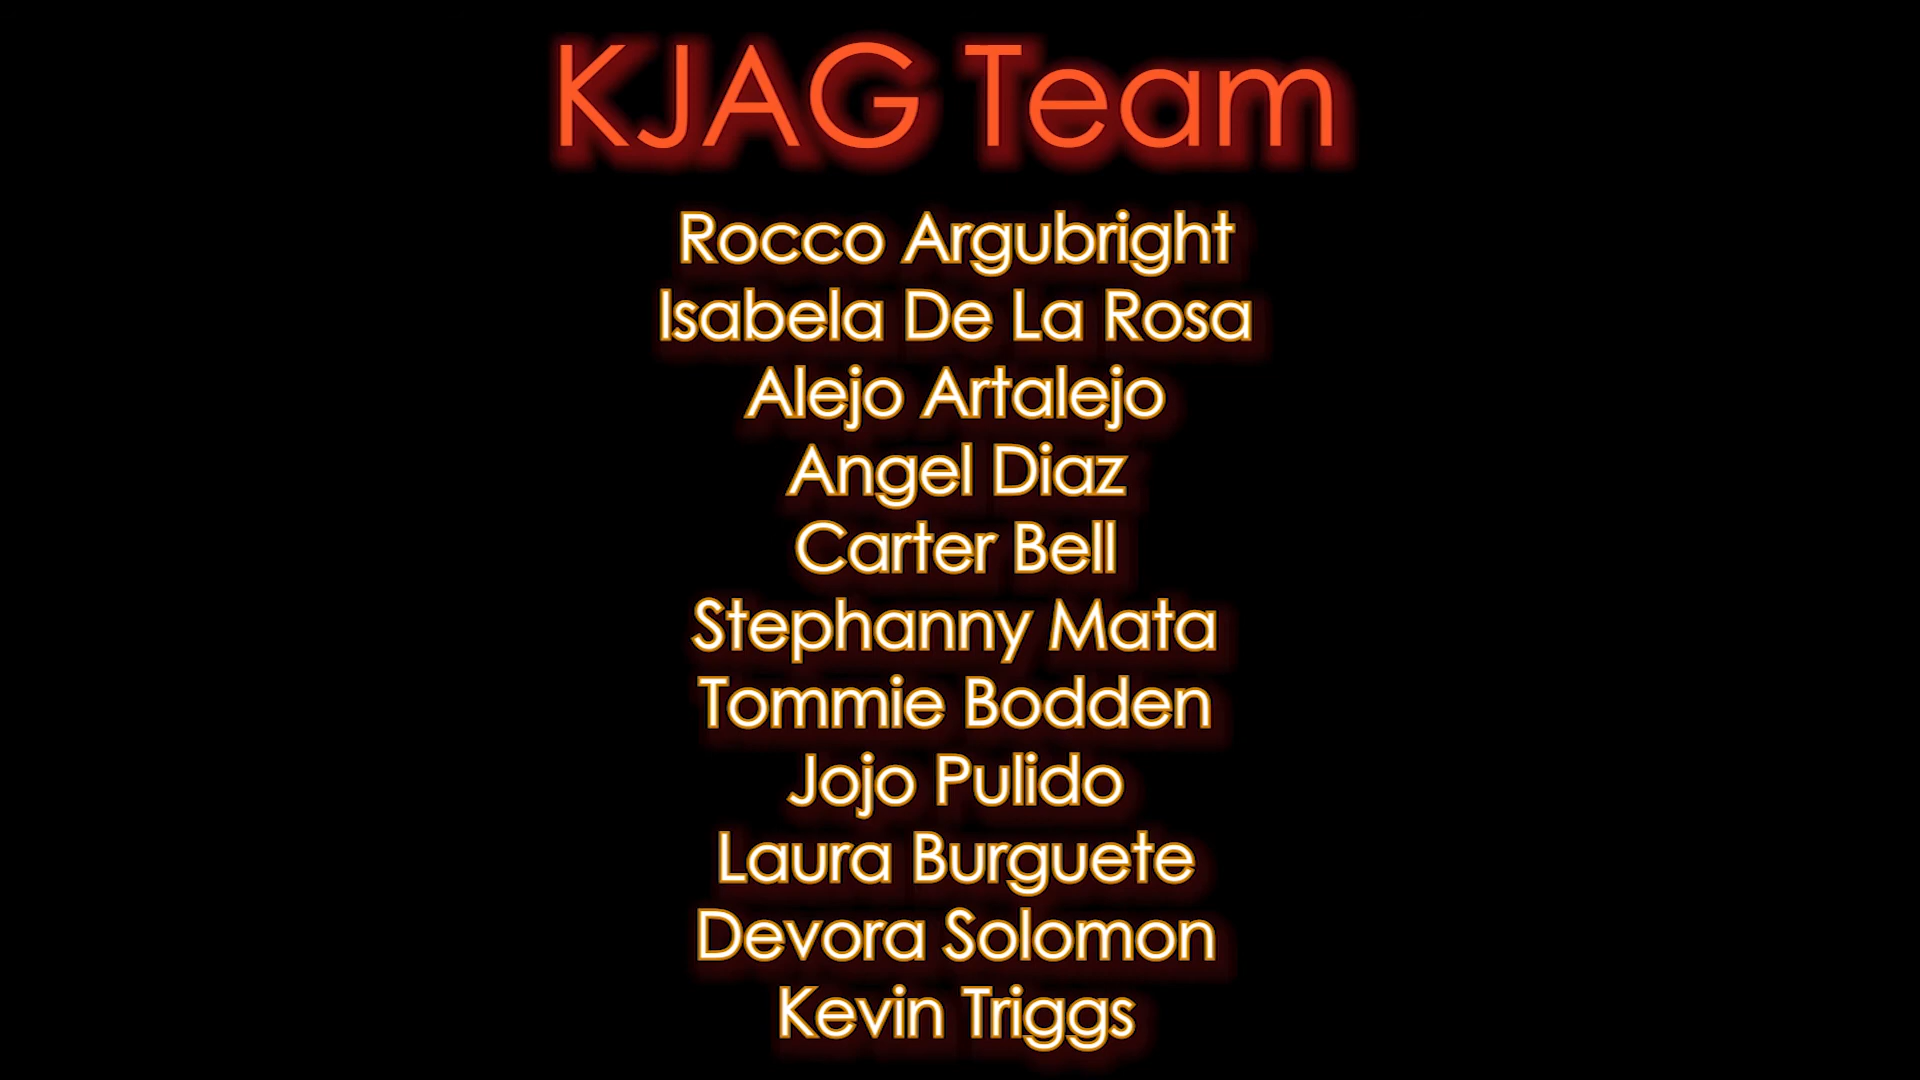 KJAG Team
Rocco Argubright
Isabela De La Rosa
Alejo Artalejo
Angel Diaz
Carter Bell
Stephanny Mata
Tommie Bodden
Jojo Pulido
Laura Burguete
Devora Solomon
Kevin Triggs